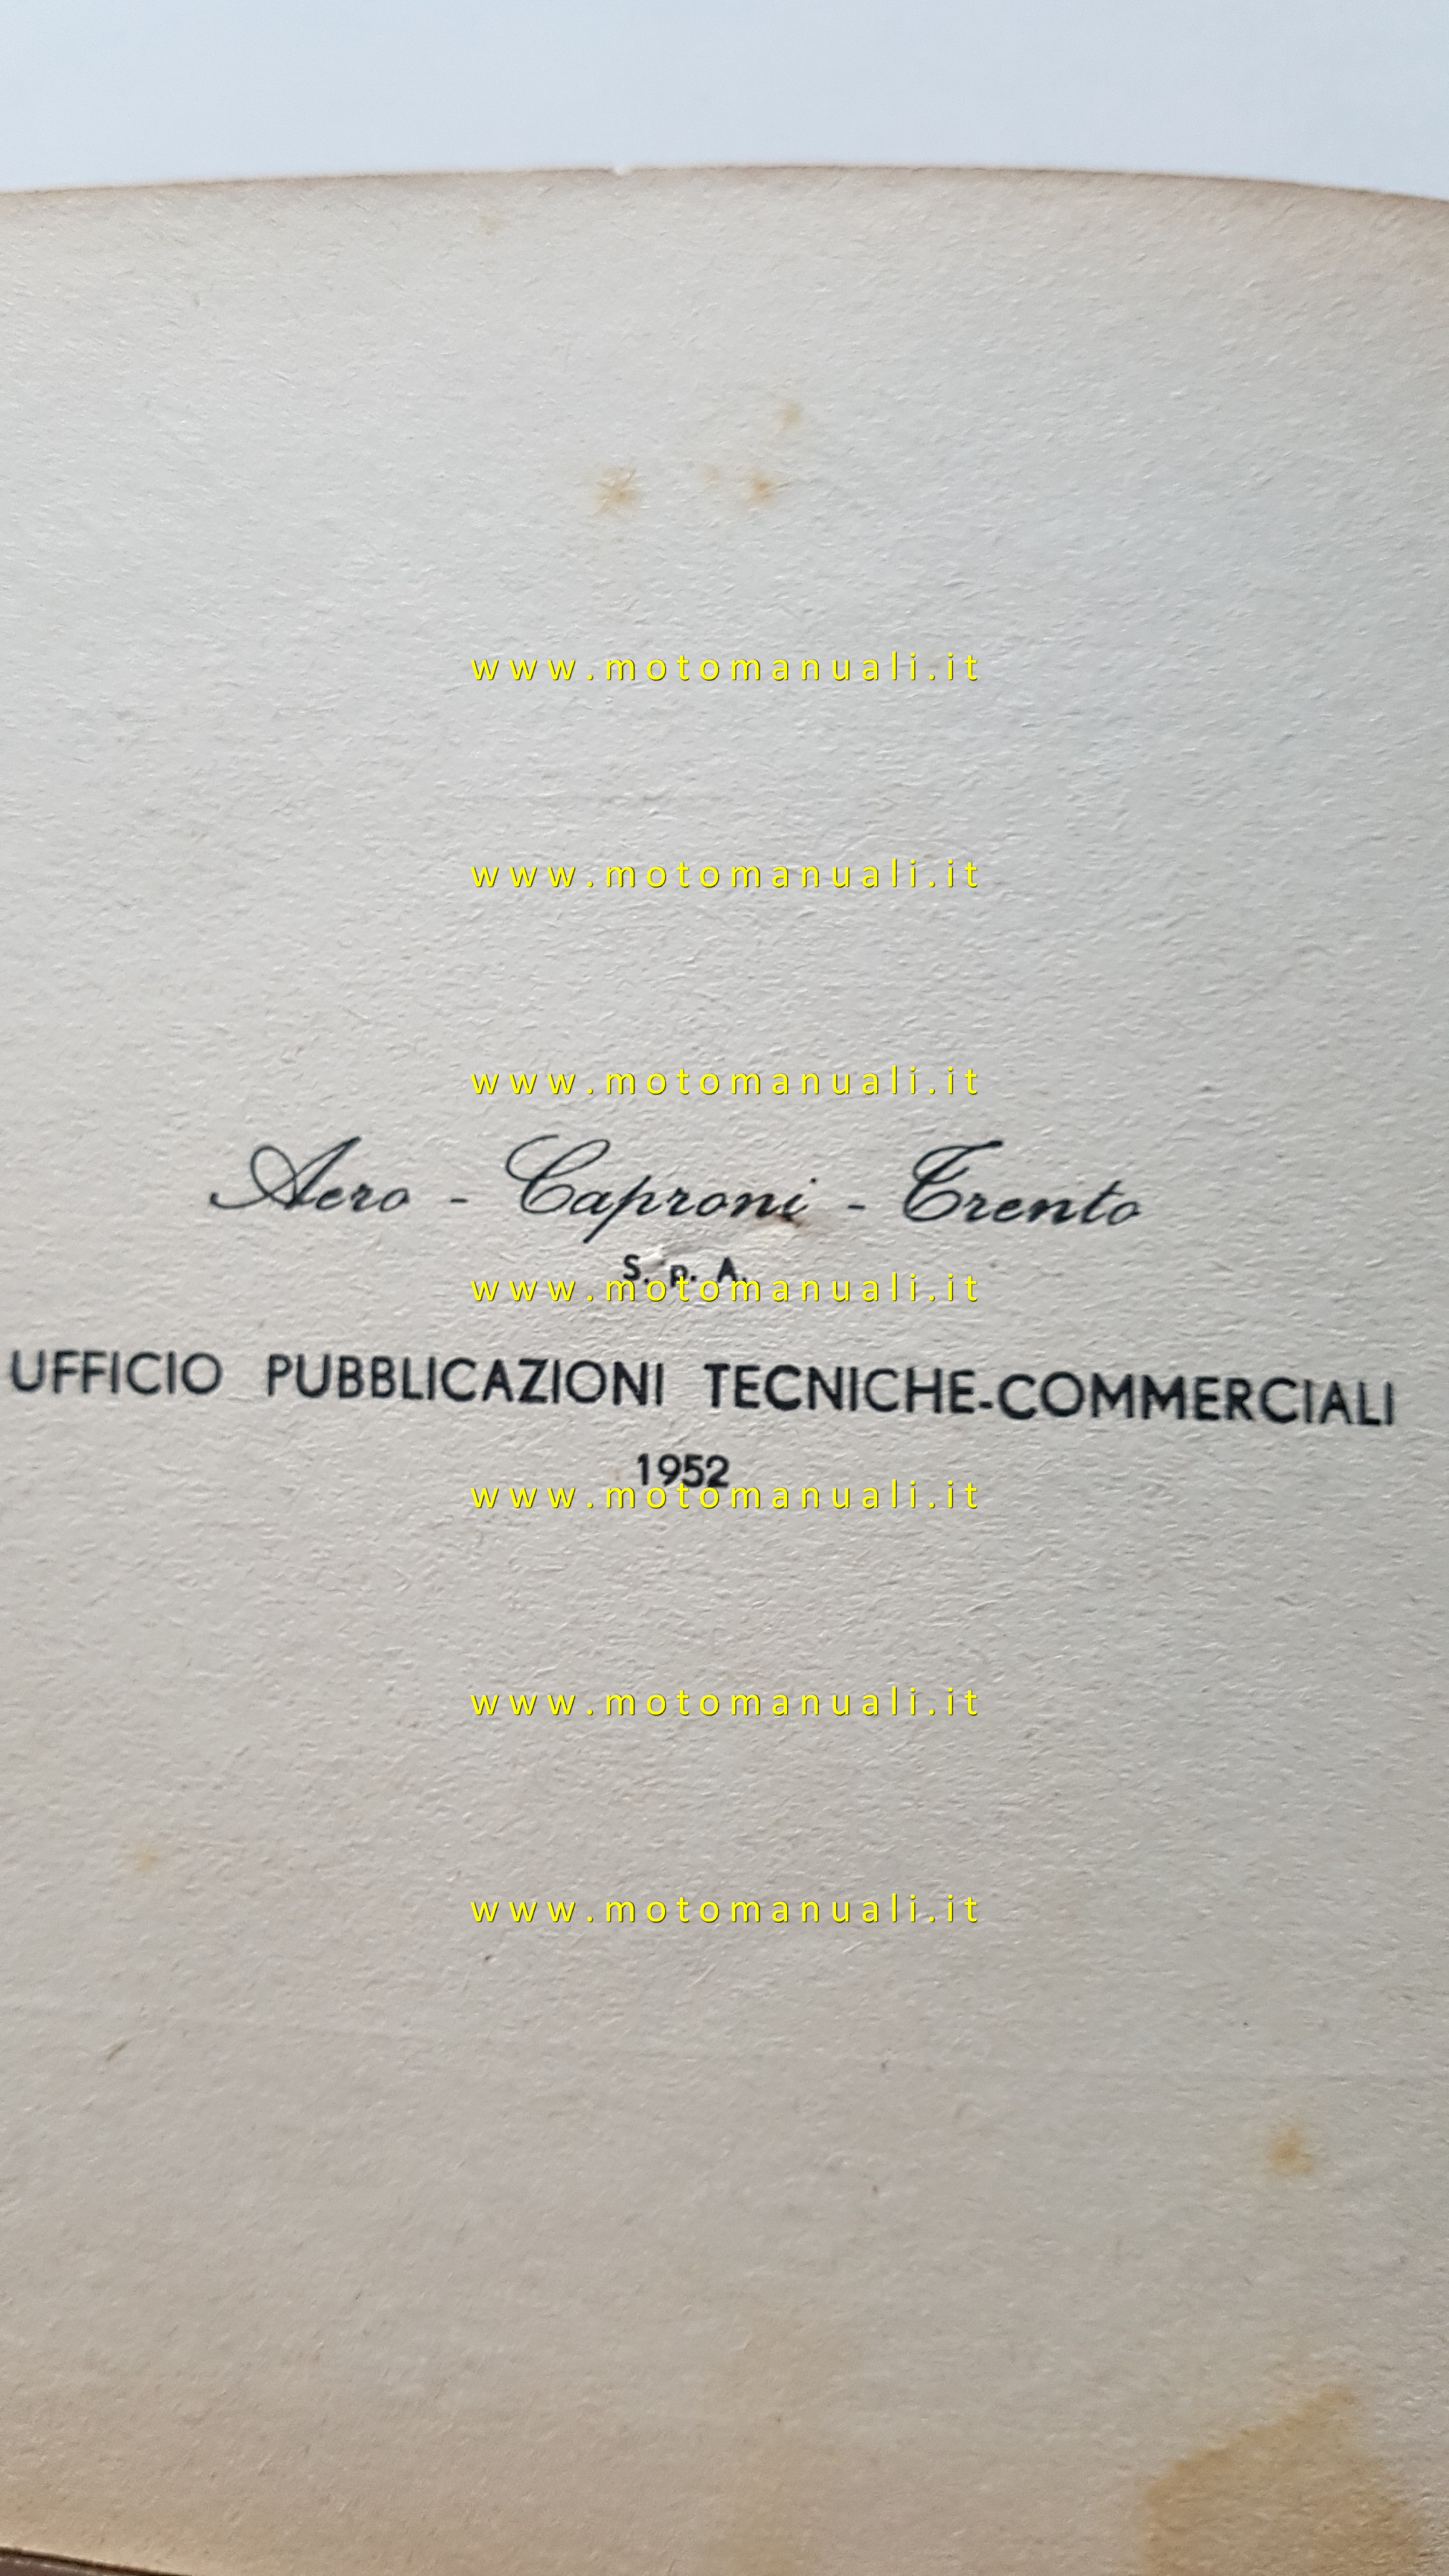 www.motomanuali.it
www.motomanuali.it
www.motomanuali.it
Aero - Caproni - Trento
S. p. A.
www.motomanuali.it
UFFICIO PUBBLICAZIONI TECNICHE-COMMERCIALI
1952
www.motomanuali.it
www.motomanuali.it
www.motomanuali.it